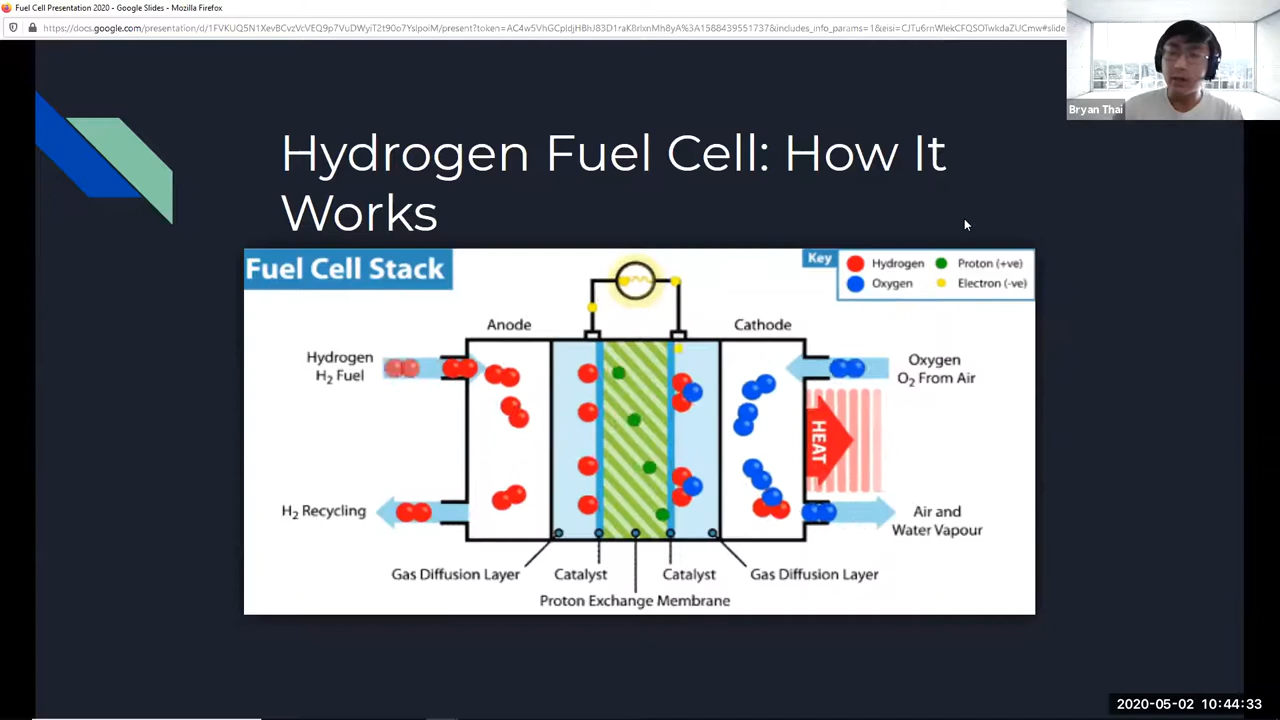 Fuel Cell Presentation 2020 - Google Slides - Mozilla Firefox
Bryan Thai
Hydrogen Fuel Cell: How It
Works
Fuel Cell Stack
Key
Hydrogen
Proton (+ve)
Oxygen
Electron (-ve)
Anode
Cathode
Hydrogen
H₂ Fuel
Oxygen
O₂ From Air
HEAT
H₂ Recycling
Air and
Water Vapour
Gas Diffusion Layer
Catalyst
Catalyst
Gas Diffusion Layer
Proton Exchange Membrane
2020-05-02 10:44:33